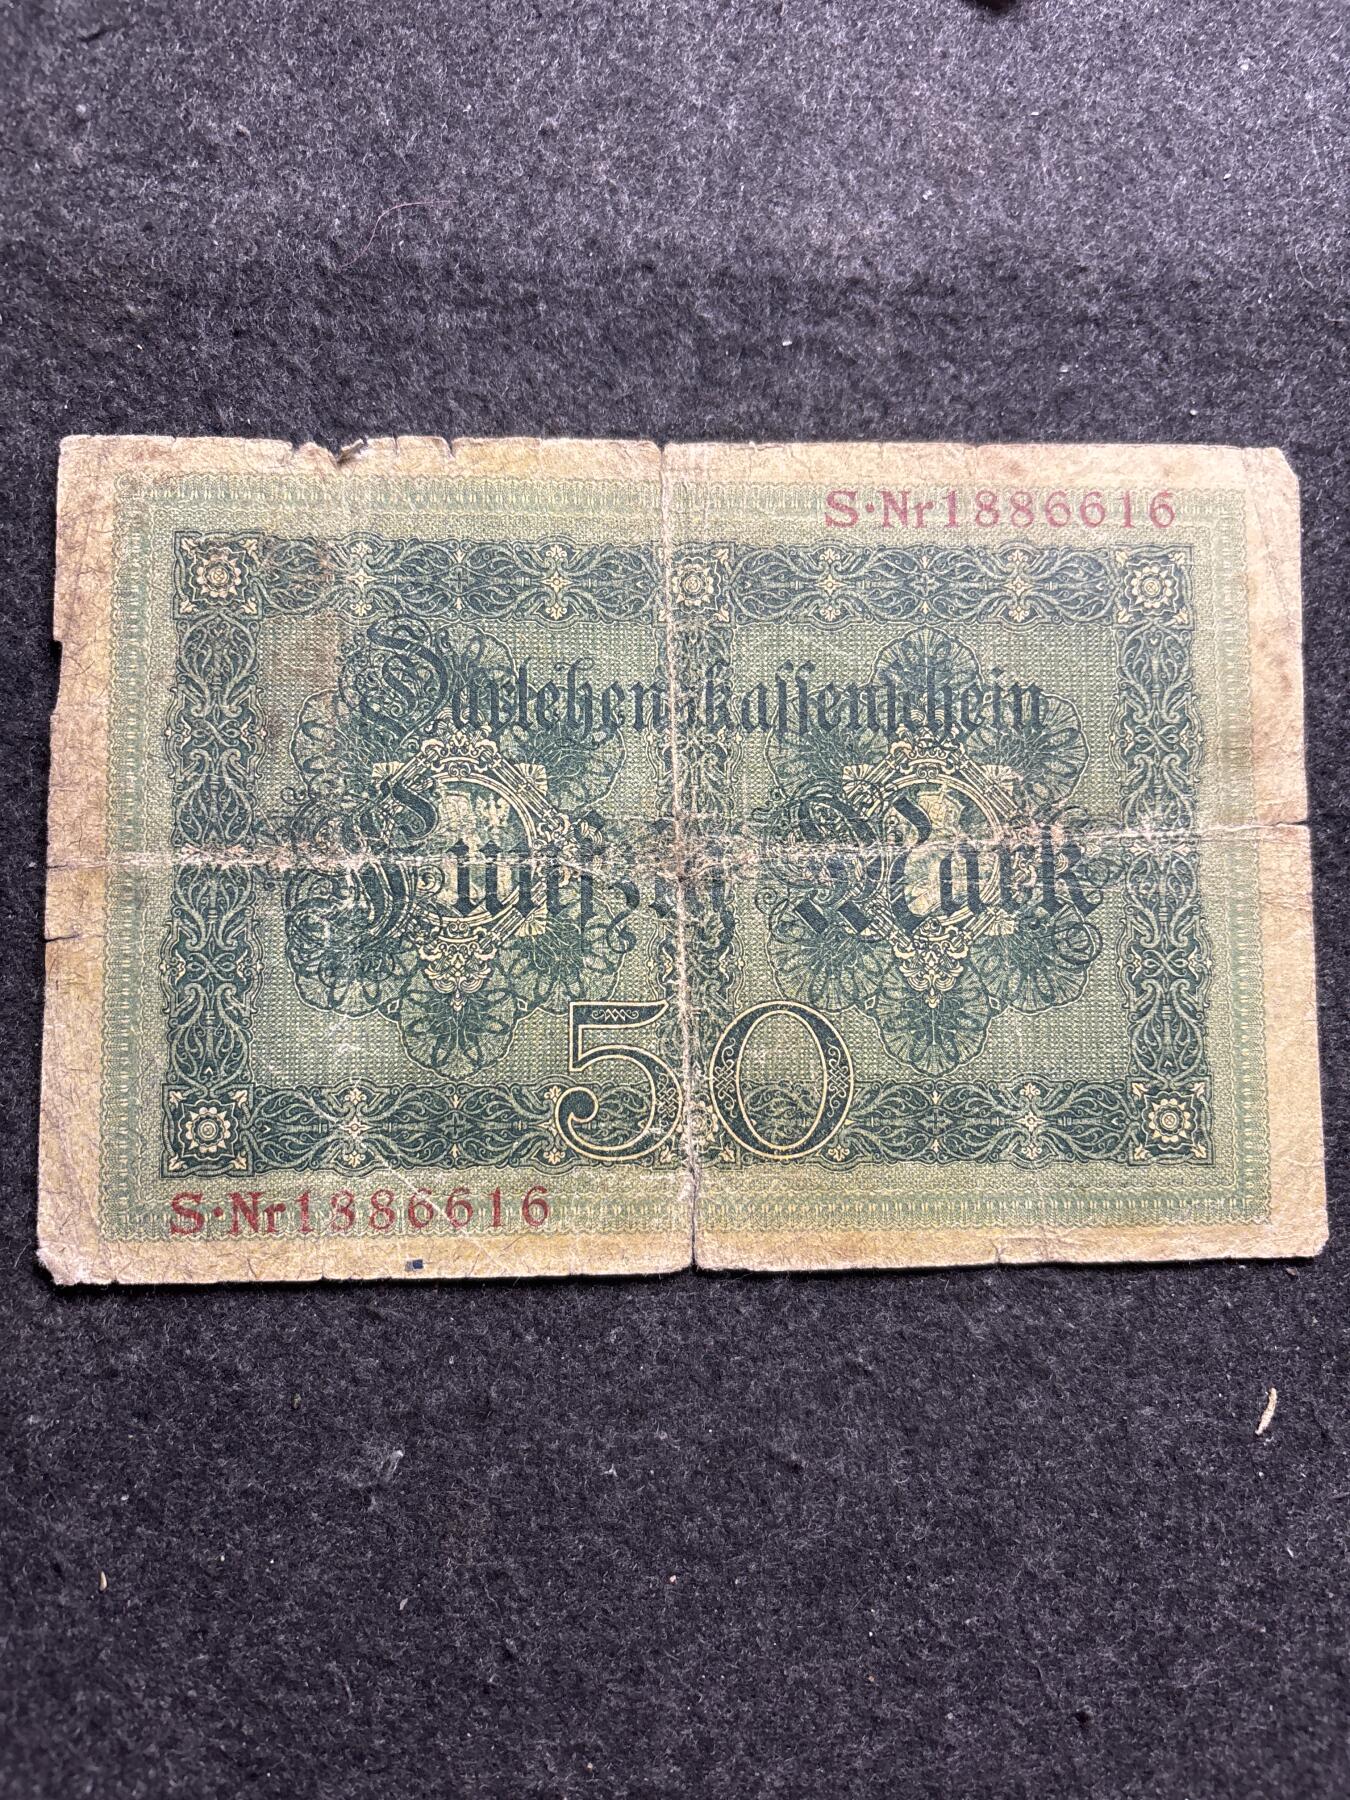 S·Nr1886616
Darlehenskassenschein
Fünfzig Mark
50
S·Nr1886616